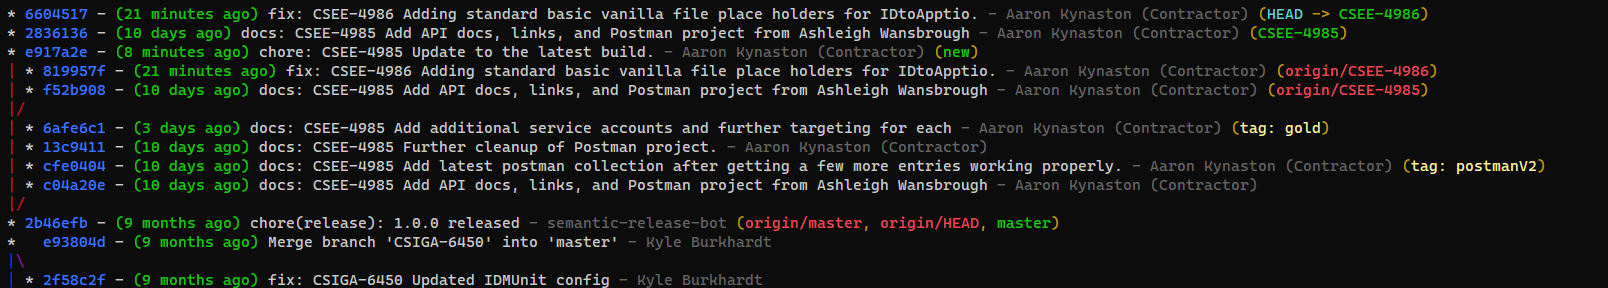 * 6604517 - (21 minutes ago) fix: CSEE-4986 Adding standard basic vanilla file place holders for IDtoApptio. - Aaron Kynaston (Contractor) (HEAD -> CSEE-4986)
* 2836136 - (10 days ago) docs: CSEE-4985 Add API docs, links, and Postman project from Ashleigh Wansbrough - Aaron Kynaston (Contractor) (CSEE-4985)
* e917a2e - (8 minutes ago) chore: CSEE-4985 Update to the latest build. - Aaron Kynaston (Contractor) (new)
| * 819957f - (21 minutes ago) fix: CSEE-4986 Adding standard basic vanilla file place holders for IDtoApptio. - Aaron Kynaston (Contractor) (origin/CSEE-4986)
| * f52b908 - (10 days ago) docs: CSEE-4985 Add API docs, links, and Postman project from Ashleigh Wansbrough - Aaron Kynaston (Contractor) (origin/CSEE-4985)
|/
| * 6afe6c1 - (3 days ago) docs: CSEE-4985 Add additional service accounts and further targeting for each - Aaron Kynaston (Contractor) (tag: gold)
| * 13c9411 - (10 days ago) docs: CSEE-4985 Further cleanup of Postman project. - Aaron Kynaston (Contractor)
| * cfe0404 - (10 days ago) docs: CSEE-4985 Add latest postman collection after getting a few more entries working properly. - Aaron Kynaston (Contractor) (tag: postmanV2)
| * c04a20e - (10 days ago) docs: CSEE-4985 Add API docs, links, and Postman project from Ashleigh Wansbrough - Aaron Kynaston (Contractor)
|/
* 2b46efb - (9 months ago) chore(release): 1.0.0 released - semantic-release-bot (origin/master, origin/HEAD, master)
*   e93804d - (9 months ago) Merge branch 'CSIGA-6450' into 'master' - Kyle Burkhardt
|\
| * 2f58c2f - (9 months ago) fix: CSIGA-6450 Updated IDMUnit config - Kyle Burkhardt